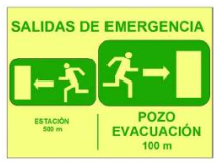 SALIDAS DE EMERGENCIA
ESTACIÓN
500 m
POZO
EVACUACIÓN
100 m